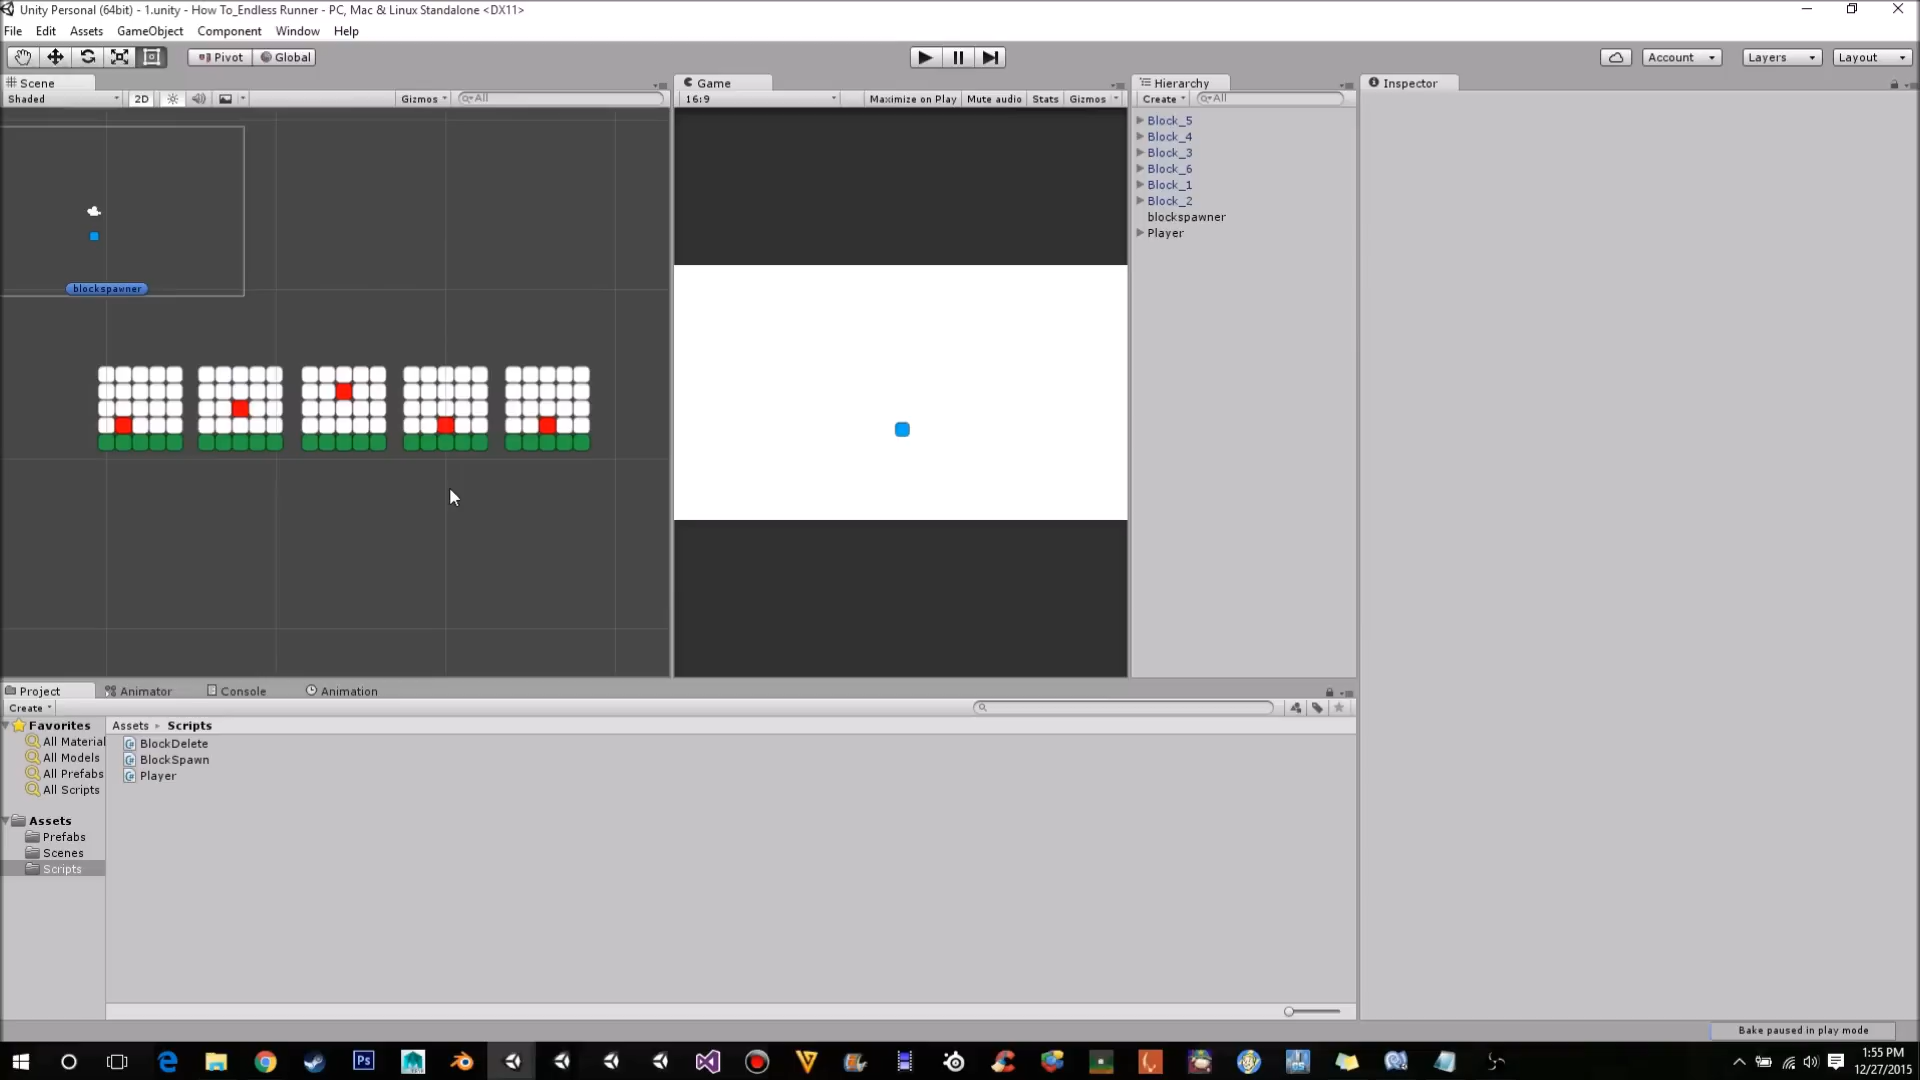 Unity Personal (64bit) - 1.unity - How To_Endless Runner - PC, Mac & Linux Standalone <DX11>
File Edit Assets GameObject Component Window Help
Pivot Global Account Layers Layout
Scene Game Hierarchy Inspector
Shaded 2D Gizmos All 16:9 Maximize on Play Mute audio Stats Gizmos Create All
Block_5
Block_4
Block_3
Block_6
Block_1
Block_2
blockspawner
Player
blockspawner
Project Animator Console Animation
Create
Favorites Assets Scripts
All Material
All Models
All Prefabs
All Scripts
Assets
Prefabs
Scenes
Scripts
BlockDelete
BlockSpawn
Player
Bake paused in play mode
Ps
1:55 PM
12/27/2015